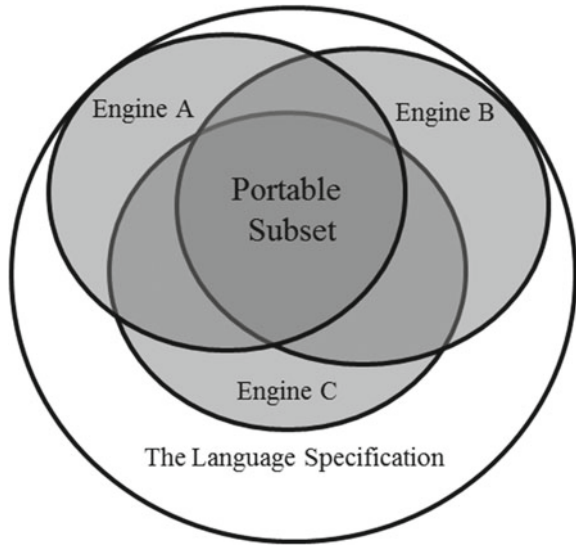 Engine A
Engine B
Portable
Subset
Engine C
The Language Specification